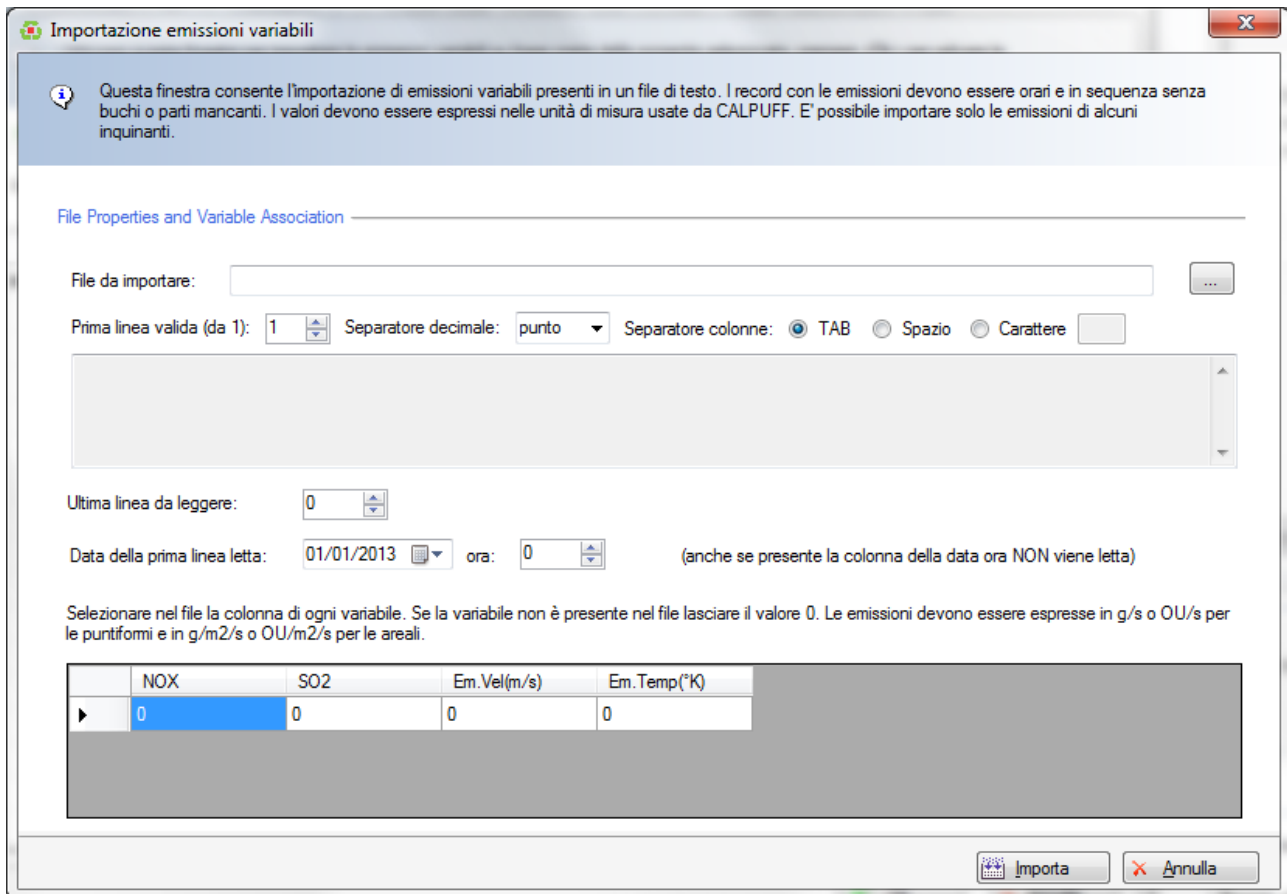 Importazione emissioni variabili
Questa finestra consente l'importazione di emissioni variabili presenti in un file di testo. I record con le emissioni devono essere orari e in sequenza senza
buchi o parti mancanti. I valori devono essere espressi nelle unità di misura usate da CALPUFF. E' possibile importare solo le emissioni di alcuni
inquinanti.
File Properties and Variable Association
File da importare:
...
Prima linea valida (da 1): 1 Separatore decimale: punto Separatore colonne: TAB Spazio Carattere
Ultima linea da leggere: 0
Data della prima linea letta: 01/01/2013 ora: 0 (anche se presente la colonna della data ora NON viene letta)
Selezionare nel file la colonna di ogni variabile. Se la variabile non è presente nel file lasciare il valore 0. Le emissioni devono essere espresse in g/s o OU/s per
le puntiformi e in g/m2/s o OU/m2/s per le areali.
NOX SO2 Em.Vel(m/s) Em.Temp(°K)
0 0 0 0
Importa Annulla